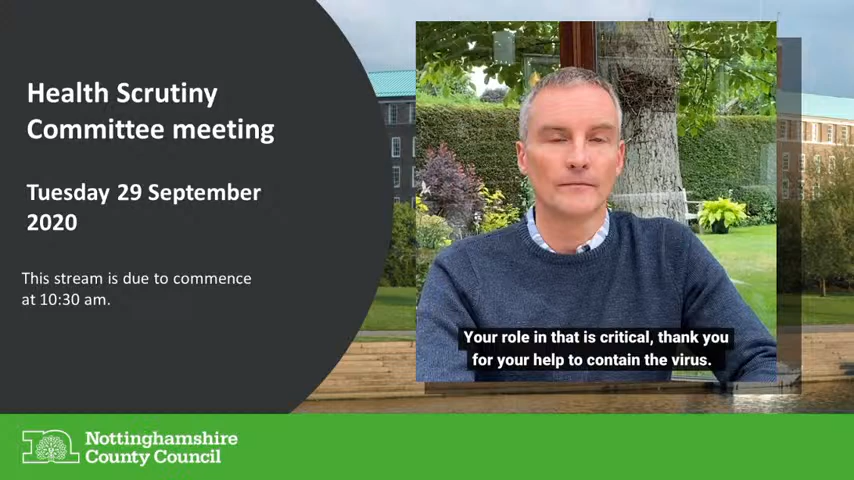 Health Scrutiny
Committee meeting
Tuesday 29 September
2020
This stream is due to commence
at 10:30 am.
Your role in that is critical, thank you
for your help to contain the virus.
Nottinghamshire
County Council